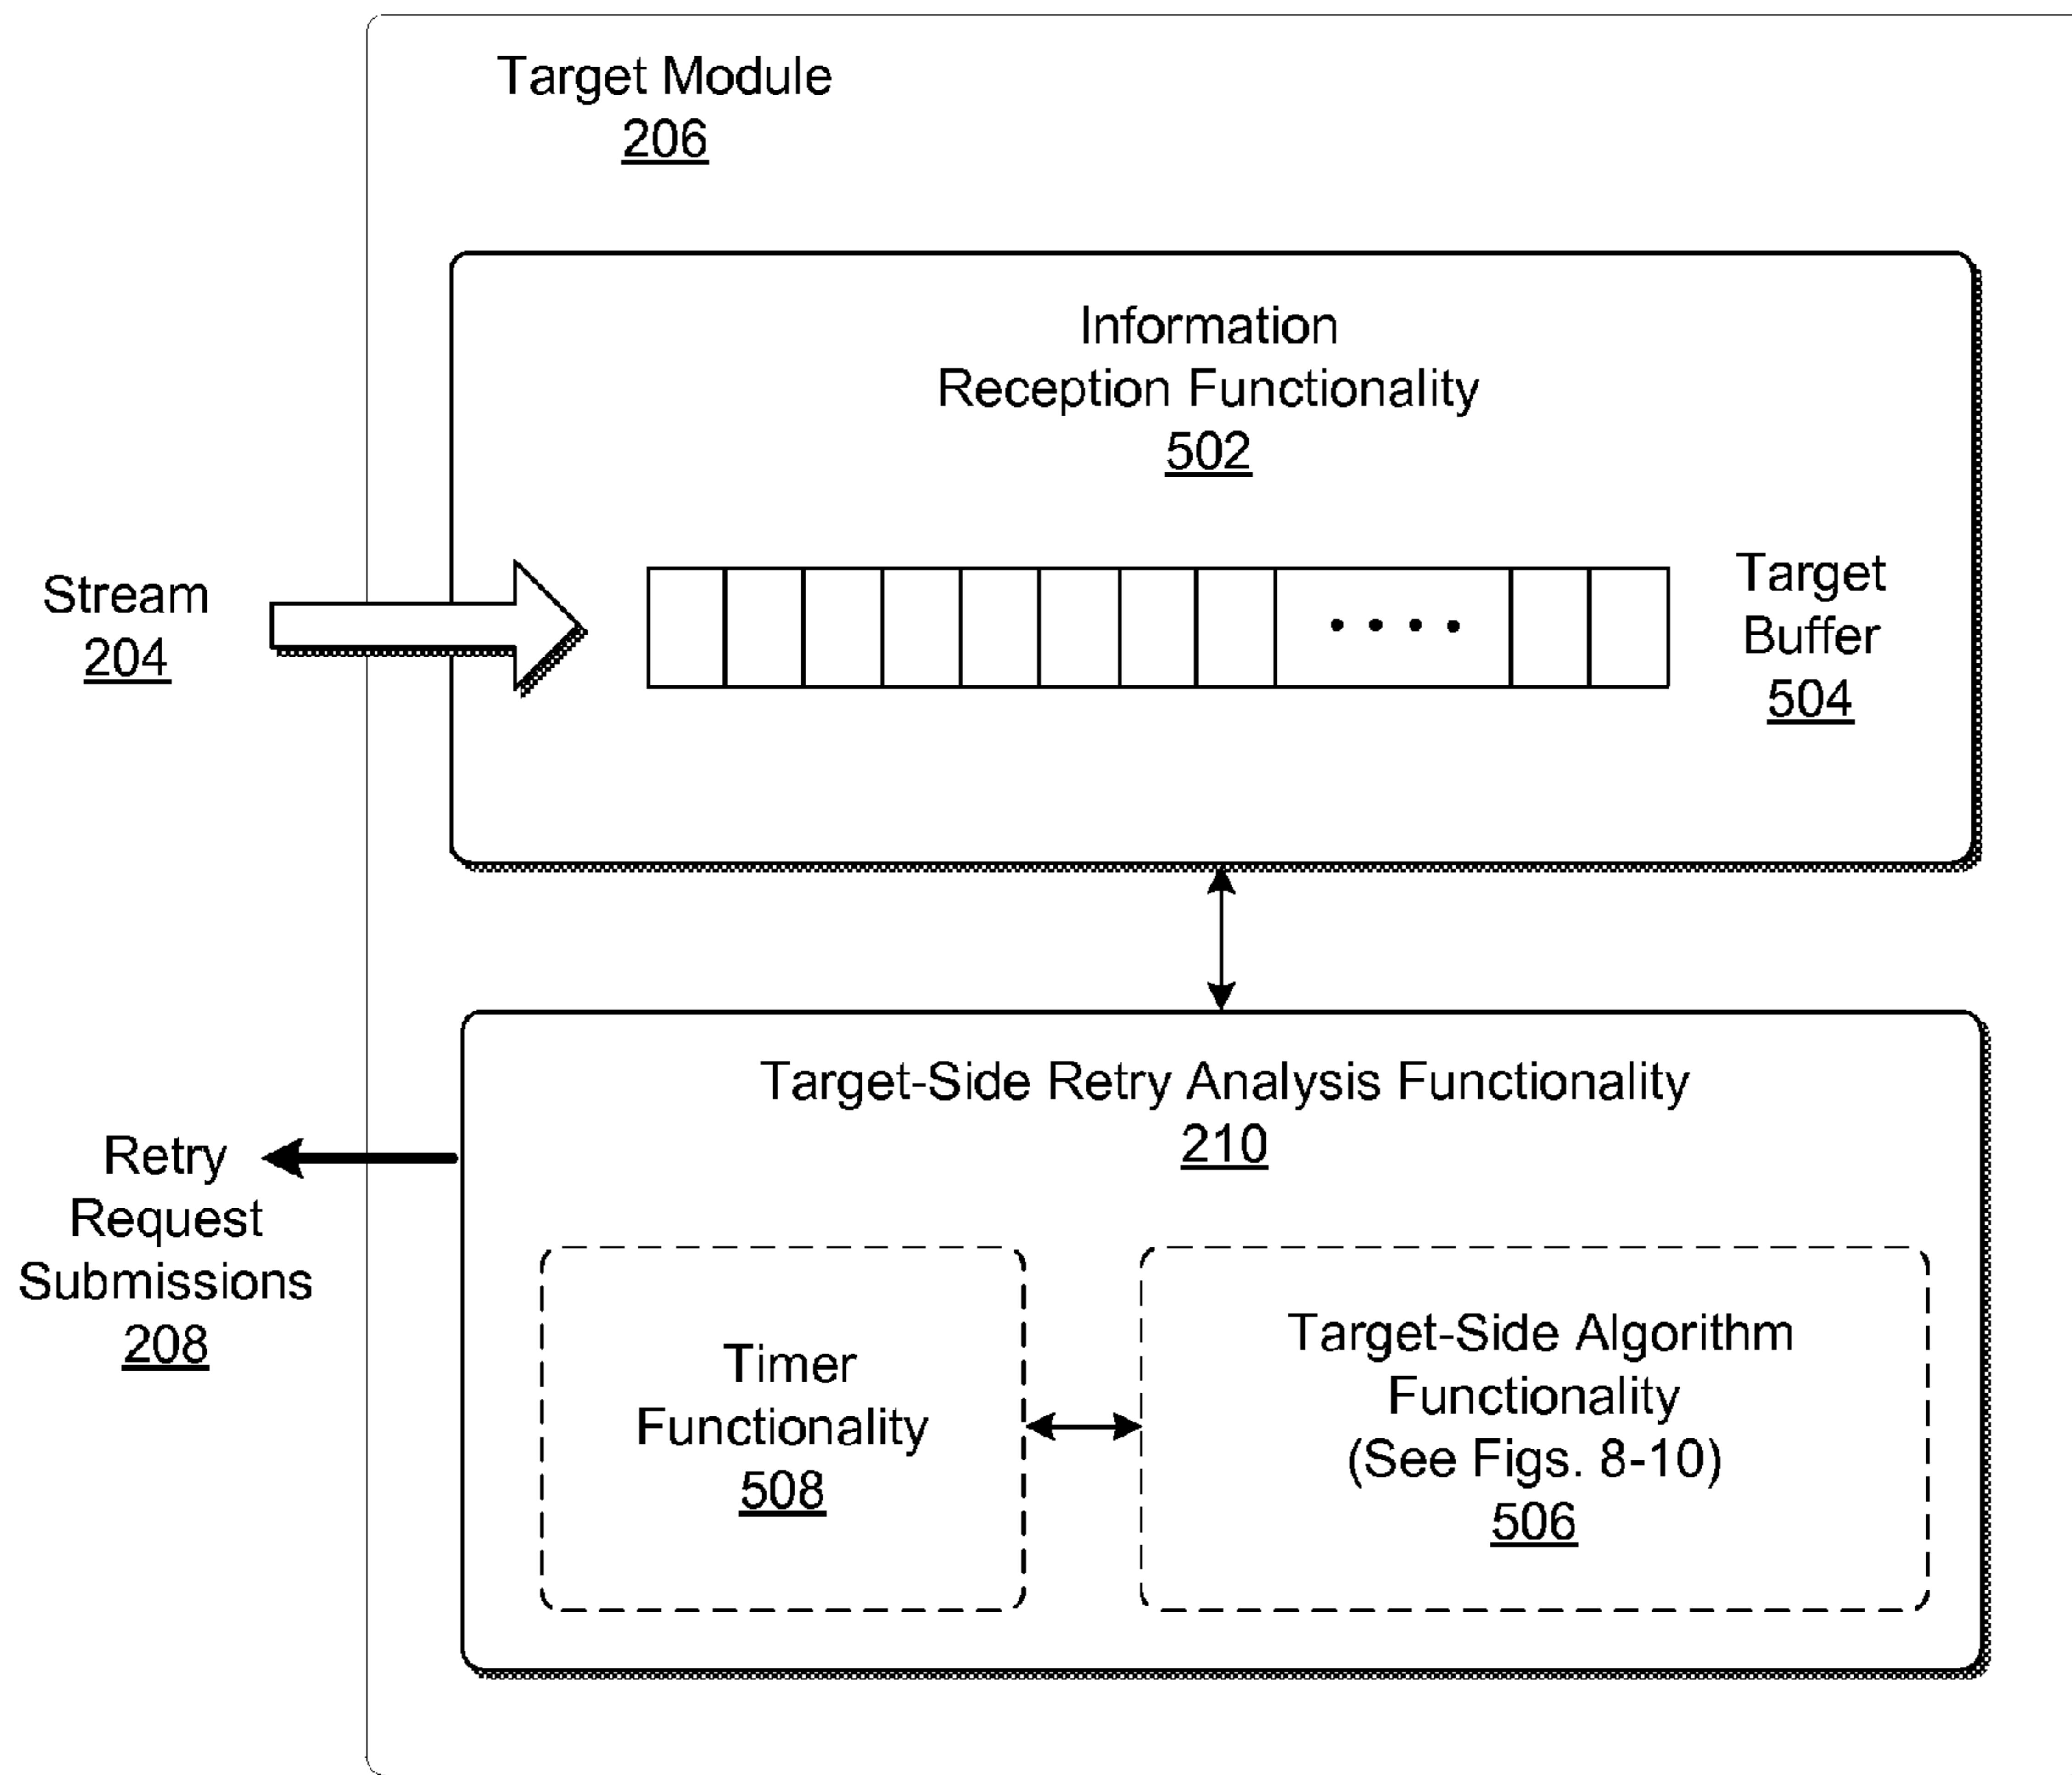 Target Module
206
Information
Reception Functionality
502
Stream
204
Target
Buffer
504
Target-Side Retry Analysis Functionality
210
Retry
Request
Submissions
208
Timer
Functionality
508
Target-Side Algorithm
Functionality
(See Figs. 8-10)
506